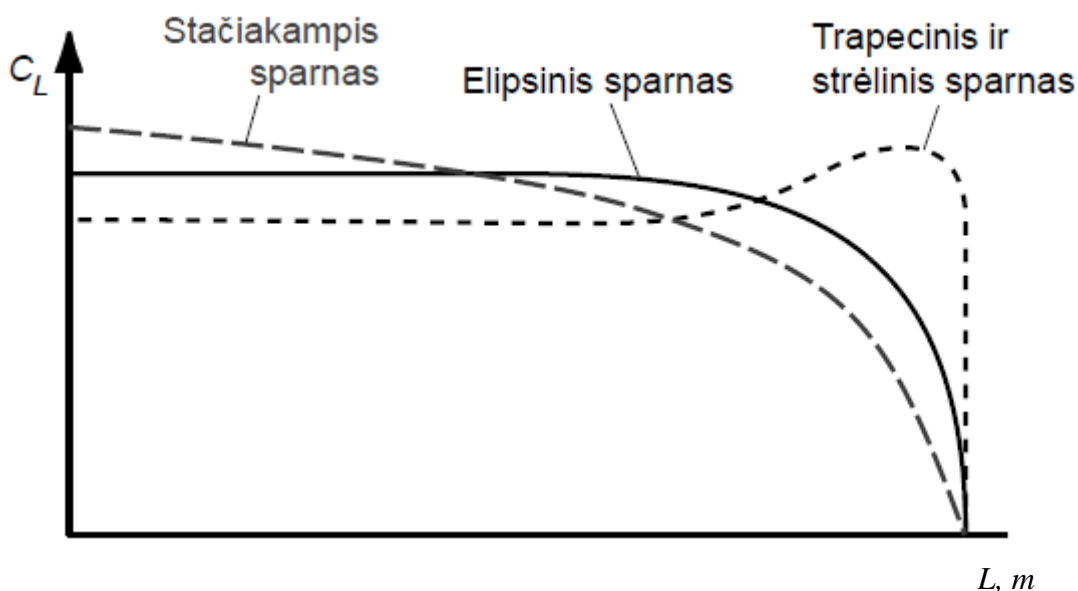 Stačiakampis
sparnas
C_L
Elipsinis sparnas
Trapecinis ir
strėlinis sparnas
L, m